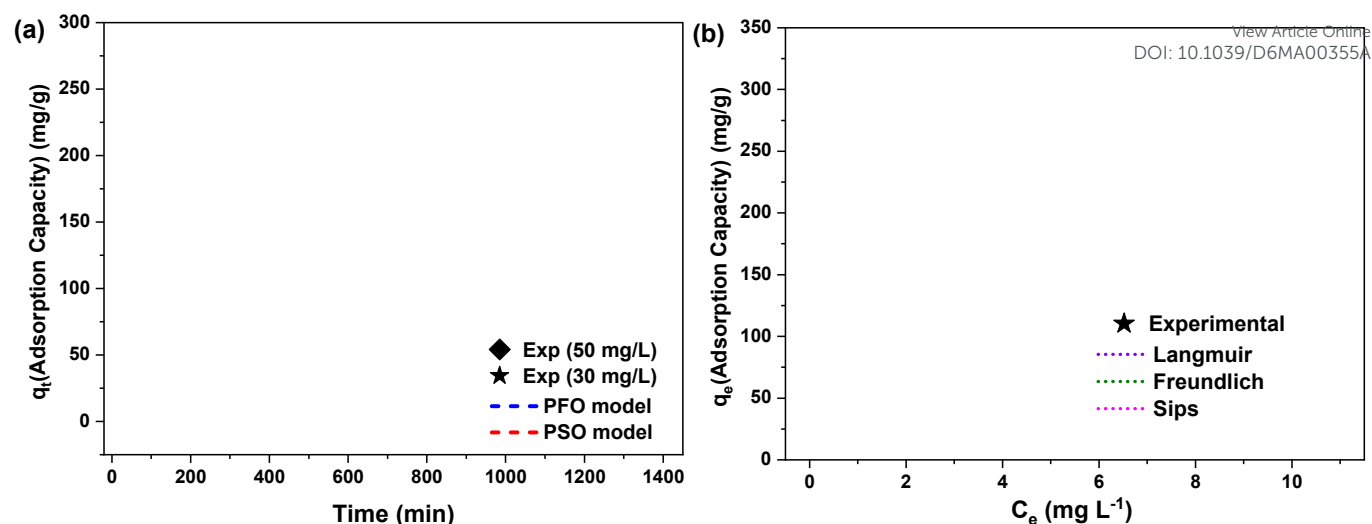 (a)
300
250
200
150
100
50
0
qt(Adsorption Capacity) (mg/g)
Exp (50 mg/L)
Exp (30 mg/L)
PFO model
PSO model
0 200 400 600 800 1000 1200 1400
Time (min)
(b)
View Article Online
DOI: 10.1039/D6MA00355A
350
300
250
200
150
100
50
0
qe(Adsorption Capacity) (mg/g)
Experimental
Langmuir
Freundlich
Sips
0 2 4 6 8 10
Ce (mg L-1)